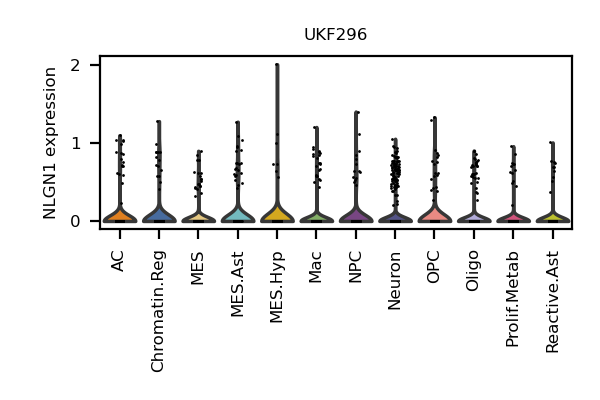 UKF296
NLGN1 expression
2
1
0
AC
Chromatin.Reg
MES
MES.Ast
MES.Hyp
Mac
NPC
Neuron
OPC
Oligo
Prolif.Metab
Reactive.Ast